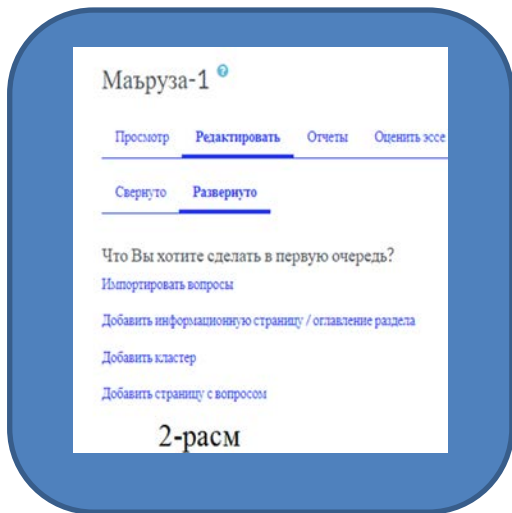 Маъруза-1
Просмотр Редактировать Отчеты Оценить эссе
Свернуто Развернуто
Что Вы хотите сделать в первую очередь?
Импортировать вопросы
Добавить информационную страницу / оглавление раздела
Добавить кластер
Добавить страницу с вопросом
2-расм